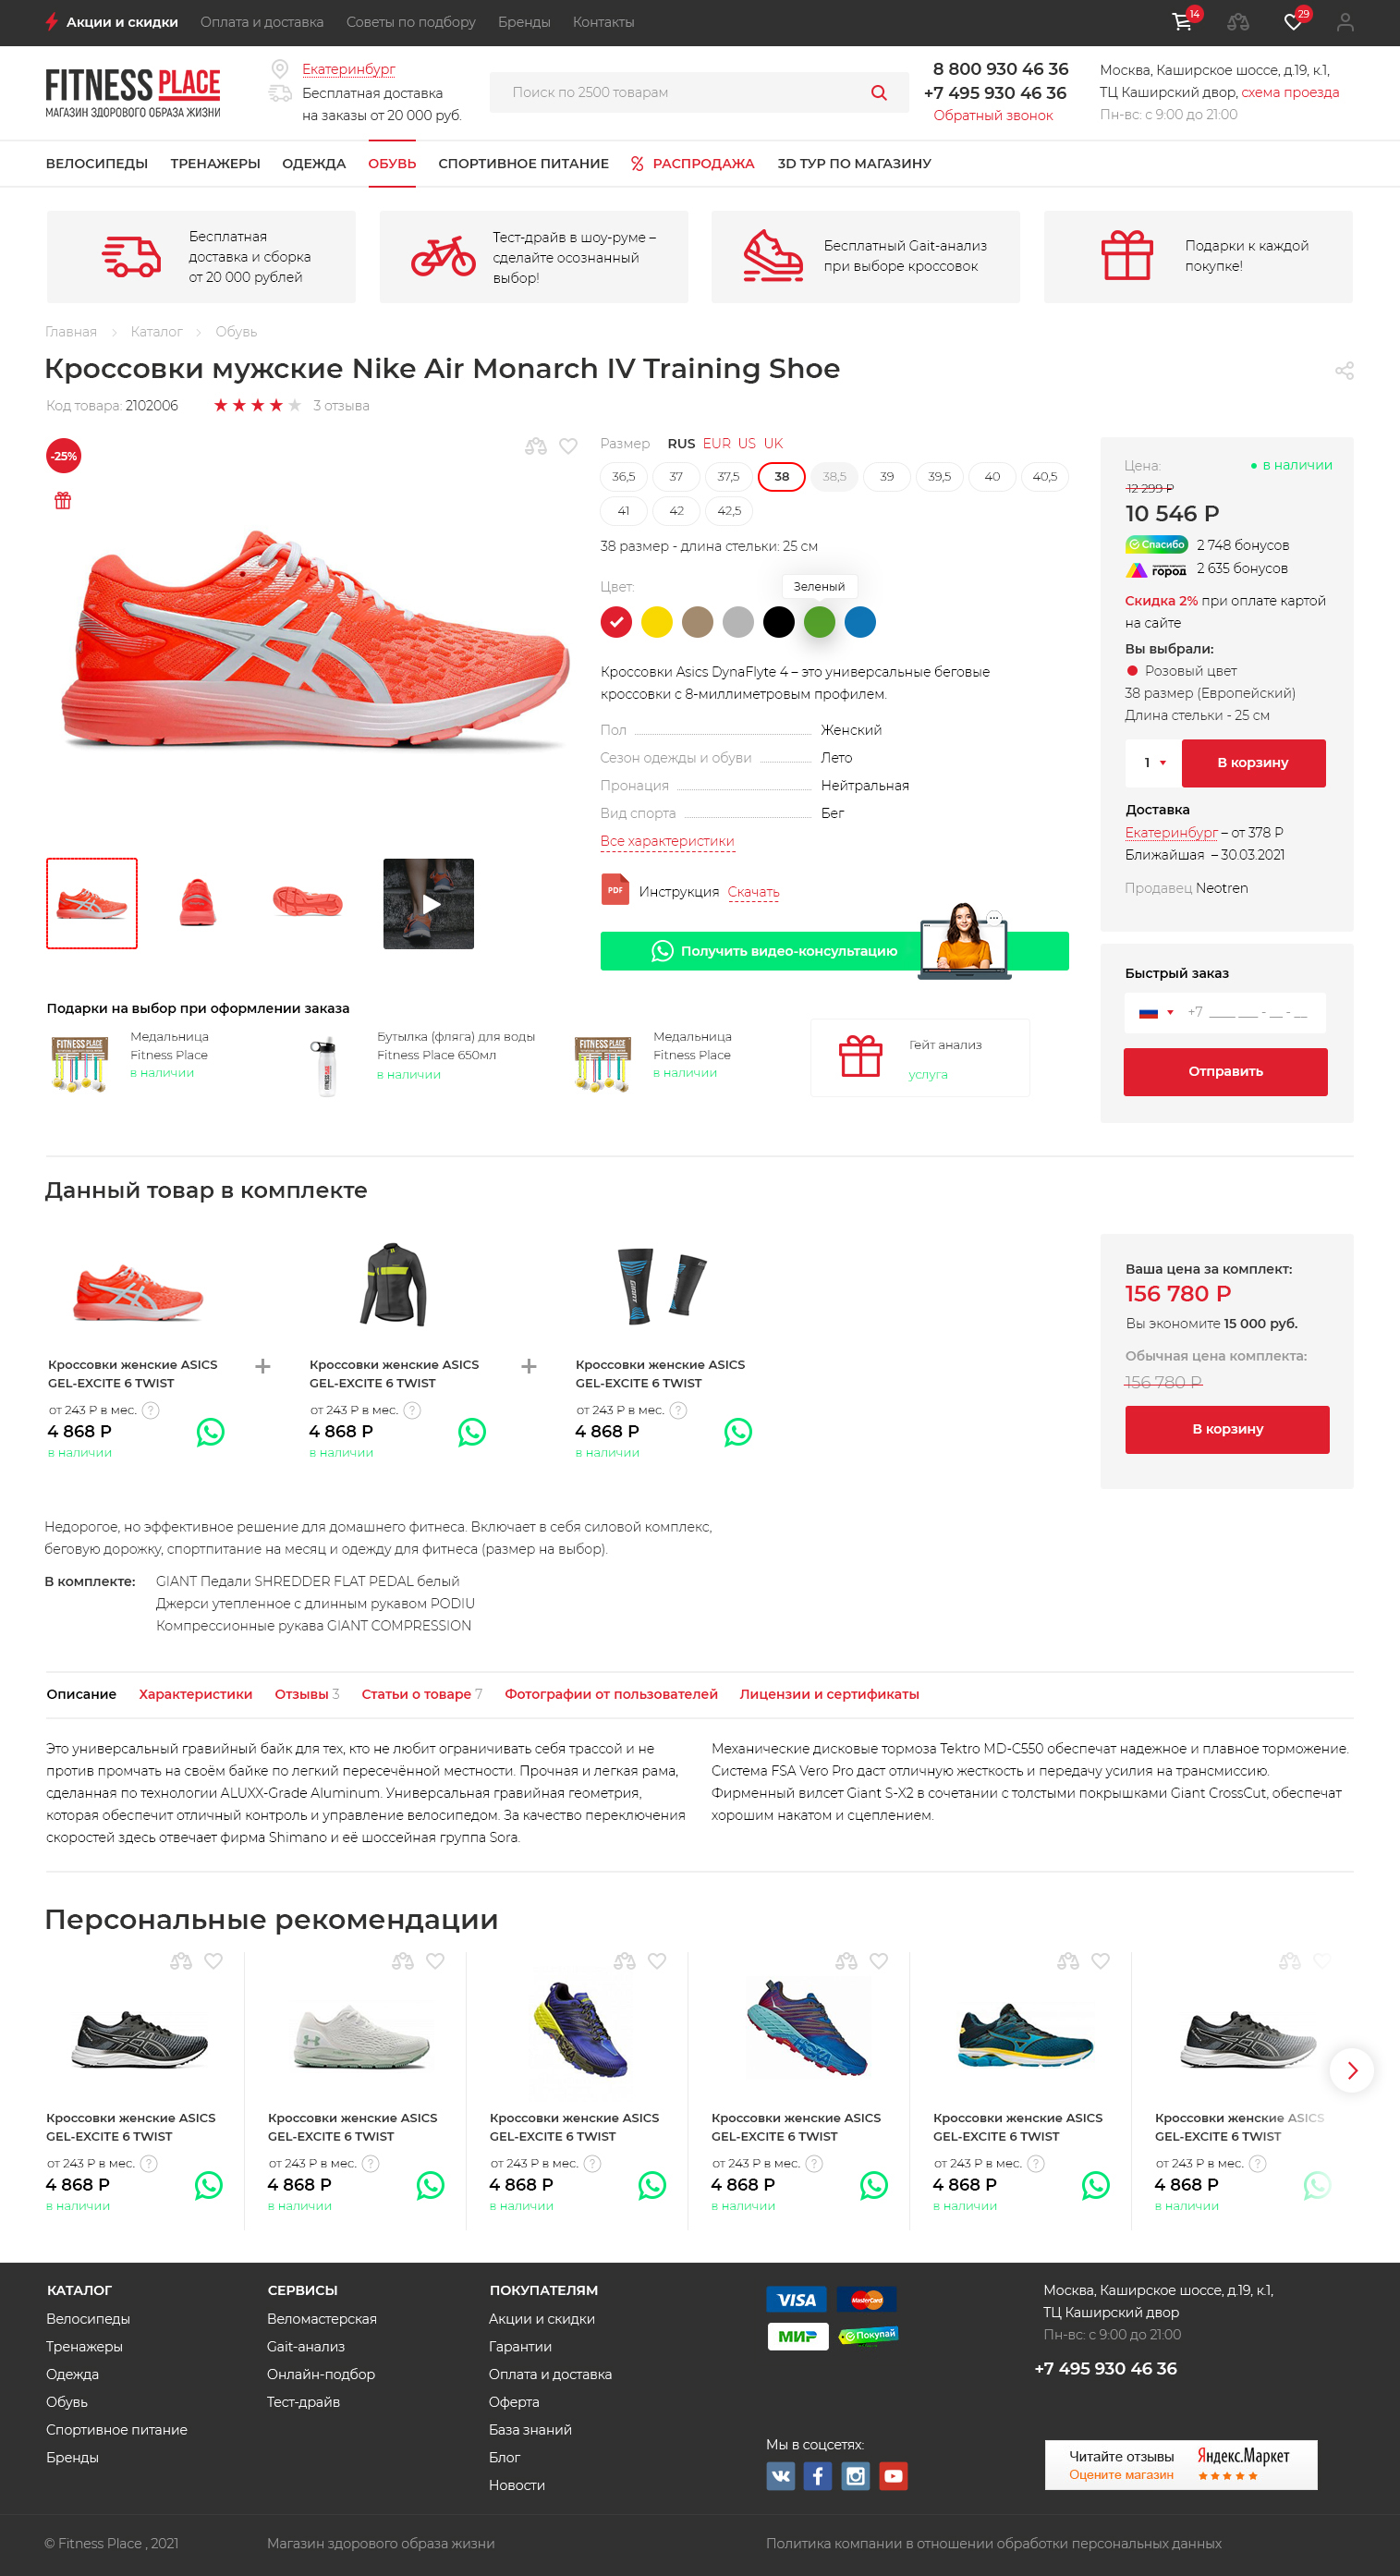 Акции и скидки Оплата и доставка Советы по подбору Бренды Контакты 14 29
FITNESS PLACE
МАГАЗИН ЗДОРОВОГО ОБРАЗА ЖИЗНИ
Екатеринбург
Бесплатная доставка
на заказы от 20 000 руб.
Поиск по 2500 товарам
8 800 930 46 36
+7 495 930 46 36
Обратный звонок
Москва, Каширское шоссе, д.19, к.1,
ТЦ Каширский двор, схема проезда
Пн-вс: с 9:00 до 21:00
ВЕЛОСИПЕДЫ ТРЕНАЖЕРЫ ОДЕЖДА ОБУВЬ СПОРТИВНОЕ ПИТАНИЕ РАСПРОДАЖА 3D ТУР ПО МАГАЗИНУ
Бесплатная
доставка и сборка
от 20 000 рублей
Тест-драйв в шоу-руме –
сделайте осознанный
выбор!
Бесплатный Gait-анализ
при выборе кроссовок
Подарки к каждой
покупке!
Главная Каталог Обувь
Кроссовки мужские Nike Air Monarch IV Training Shoe
Код товара: 2102006 3 отзыва
-25%
Размер RUS EUR US UK
36,5 37 37,5 38 38,5 39 39,5 40 40,5
41 42 42,5
38 размер - длина стельки: 25 см
Цвет:
Зеленый
Кроссовки Asics DynaFlyte 4 – это универсальные беговые
кроссовки с 8-миллиметровым профилем.
Пол Женский
Сезон одежды и обуви Лето
Пронация Нейтральная
Вид спорта Бег
Все характеристики
PDF Инструкция Скачать
Получить видео-консультацию
Цена: в наличии
12 299 Р
10 546 Р
Спасибо 2 748 бонусов
город 2 635 бонусов
Скидка 2% при оплате картой
на сайте
Вы выбрали:
Розовый цвет
38 размер (Европейский)
Длина стельки - 25 см
1 В корзину
Доставка
Екатеринбург – от 378 Р
Ближайшая – 30.03.2021
Продавец Neotren
Быстрый заказ
+7 ____ ___ - __ - __
Отправить
Подарки на выбор при оформлении заказа
Медальница
Fitness Place
в наличии
Бутылка (фляга) для воды
Fitness Place 650мл
в наличии
Медальница
Fitness Place
в наличии
Гейт анализ
услуга
Данный товар в комплекте
Кроссовки женские ASICS
GEL-EXCITE 6 TWIST
от 243 Р в мес. ?
4 868 Р
в наличии
+
Кроссовки женские ASICS
GEL-EXCITE 6 TWIST
от 243 Р в мес. ?
4 868 Р
в наличии
+
GIANT
Кроссовки женские ASICS
GEL-EXCITE 6 TWIST
от 243 Р в мес. ?
4 868 Р
в наличии
Ваша цена за комплект:
156 780 Р
Вы экономите 15 000 руб.
Обычная цена комплекта:
156 780 Р
В корзину
Недорогое, но эффективное решение для домашнего фитнеса. Включает в себя силовой комплекс,
беговую дорожку, спортпитание на месяц и одежду для фитнеса (размер на выбор).
В комплекте: GIANT Педали SHREDDER FLAT PEDAL белый
Джерси утепленное с длинным рукавом PODIU
Компрессионные рукава GIANT COMPRESSION
Описание Характеристики Отзывы 3 Статьи о товаре 7 Фотографии от пользователей Лицензии и сертификаты
Это универсальный гравийный байк для тех, кто не любит ограничивать себя трассой и не
против промчать на своём байке по легкий пересечённой местности. Прочная и легкая рама,
сделанная по технологии ALUXX-Grade Aluminum. Универсальная гравийная геометрия,
которая обеспечит отличный контроль и управление велосипедом. За качество переключения
скоростей здесь отвечает фирма Shimano и её шоссейная группа Sora.
Механические дисковые тормоза Tektro MD-C550 обеспечат надежное и плавное торможение.
Система FSA Vero Pro даст отличную жесткость и передачу усилия на трансмиссию.
Фирменный вилсет Giant S-X2 в сочетании с толстыми покрышками Giant CrossCut, обеспечат
хорошим накатом и сцеплением.
Персональные рекомендации
Кроссовки женские ASICS
GEL-EXCITE 6 TWIST
от 243 Р в мес. ?
4 868 Р
в наличии
Кроссовки женские ASICS
GEL-EXCITE 6 TWIST
от 243 Р в мес. ?
4 868 Р
в наличии
Кроссовки женские ASICS
GEL-EXCITE 6 TWIST
от 243 Р в мес. ?
4 868 Р
в наличии
Кроссовки женские ASICS
GEL-EXCITE 6 TWIST
от 243 Р в мес. ?
4 868 Р
в наличии
Кроссовки женские ASICS
GEL-EXCITE 6 TWIST
от 243 Р в мес. ?
4 868 Р
в наличии
Кроссовки женские ASICS
GEL-EXCITE 6 TWIST
от 243 Р в мес. ?
4 868 Р
в наличии
КАТАЛОГ
Велосипеды
Тренажеры
Одежда
Обувь
Спортивное питание
Бренды
СЕРВИСЫ
Веломастерская
Gait-анализ
Онлайн-подбор
Тест-драйв
ПОКУПАТЕЛЯМ
Акции и скидки
Гарантии
Оплата и доставка
Оферта
База знаний
Блог
Новости
VISA MasterCard
МИР Покупай
Мы в соцсетях:
Москва, Каширское шоссе, д.19, к.1,
ТЦ Каширский двор
Пн-вс: с 9:00 до 21:00
+7 495 930 46 36
Читайте отзывы Яндекс.Маркет
Оцените магазин
© Fitness Place , 2021 Магазин здорового образа жизни Политика компании в отношении обработки персональных данных